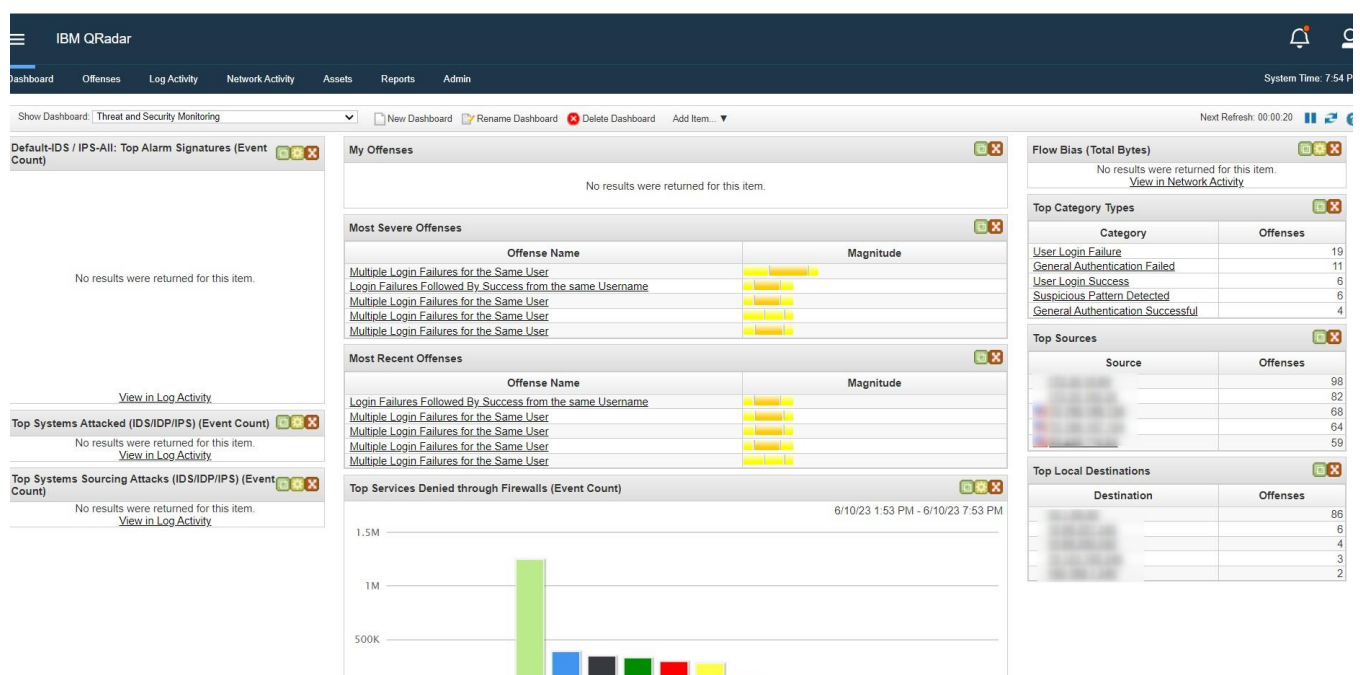 IBM QRadar
Dashboard Offenses Log Activity Network Activity Assets Reports Admin
System Time: 7:54 P
Show Dashboard: Threat and Security Monitoring
New Dashboard Rename Dashboard Delete Dashboard Add Item... ▼
Next Refresh: 00:00:20
Default-IDS / IPS-All: Top Alarm Signatures (Event
Count)
No results were returned for this item.
View in Log Activity
Top Systems Attacked (IDS/IDP/IPS) (Event Count)
No results were returned for this item.
View in Log Activity
Top Systems Sourcing Attacks (IDS/IDP/IPS) (Event
Count)
No results were returned for this item.
View in Log Activity
My Offenses
No results were returned for this item.
Most Severe Offenses
Offense Name Magnitude
Multiple Login Failures for the Same User
Login Failures Followed By Success from the same Username
Multiple Login Failures for the Same User
Multiple Login Failures for the Same User
Multiple Login Failures for the Same User
Most Recent Offenses
Offense Name Magnitude
Login Failures Followed By Success from the same Username
Multiple Login Failures for the Same User
Multiple Login Failures for the Same User
Multiple Login Failures for the Same User
Multiple Login Failures for the Same User
Top Services Denied through Firewalls (Event Count)
6/10/23 1:53 PM - 6/10/23 7:53 PM
1.5M
1M
500K
Flow Bias (Total Bytes)
No results were returned for this item.
View in Network Activity
Top Category Types
Category Offenses
User Login Failure 19
General Authentication Failed 11
User Login Success 6
Suspicious Pattern Detected 6
General Authentication Successful 4
Top Sources
Source Offenses
98
82
68
64
59
Top Local Destinations
Destination Offenses
86
6
4
3
2